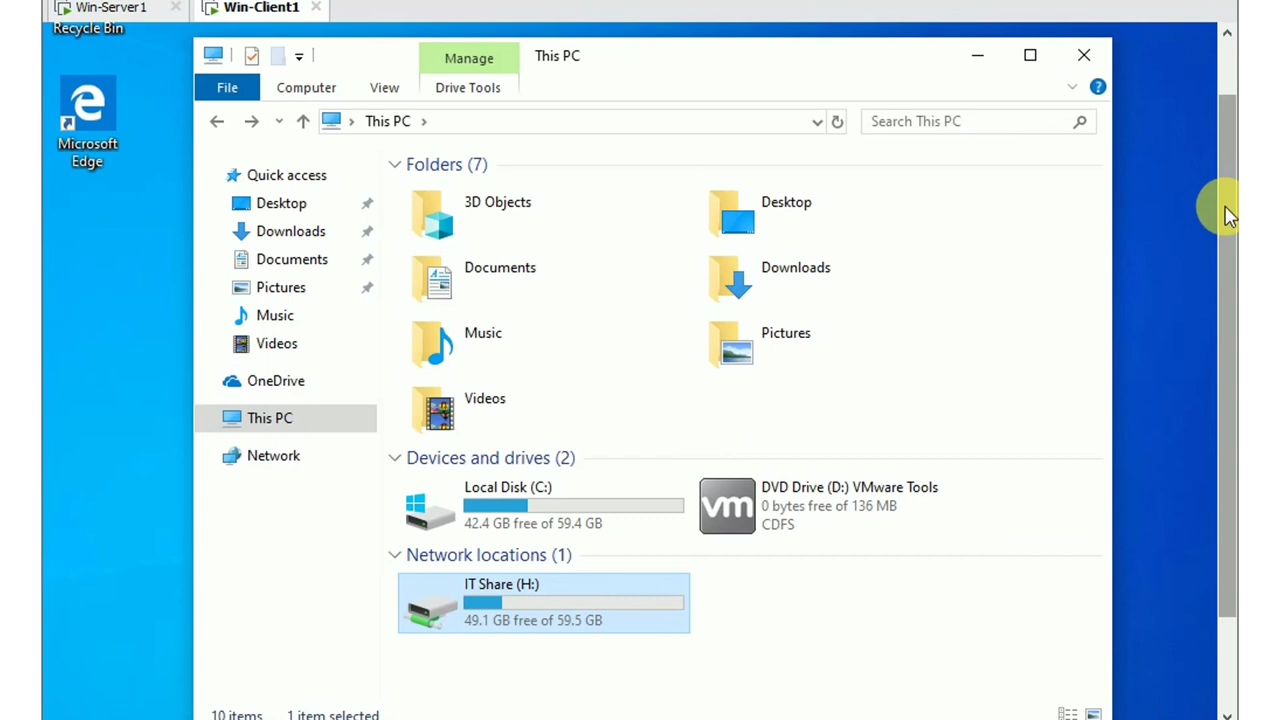 Win-Server1
Win-Client1
Recycle Bin
This PC
Manage
File
Computer
View
Drive Tools
This PC
Search This PC
Microsoft
Edge
Quick access
Desktop
Downloads
Documents
Pictures
Music
Videos
OneDrive
This PC
Network
Folders (7)
3D Objects
Desktop
Documents
Downloads
Music
Pictures
Videos
Devices and drives (2)
Local Disk (C:)
42.4 GB free of 59.4 GB
vm
DVD Drive (D:) VMware Tools
0 bytes free of 136 MB
CDFS
Network locations (1)
IT Share (H:)
49.1 GB free of 59.5 GB
10 items
1 item selected